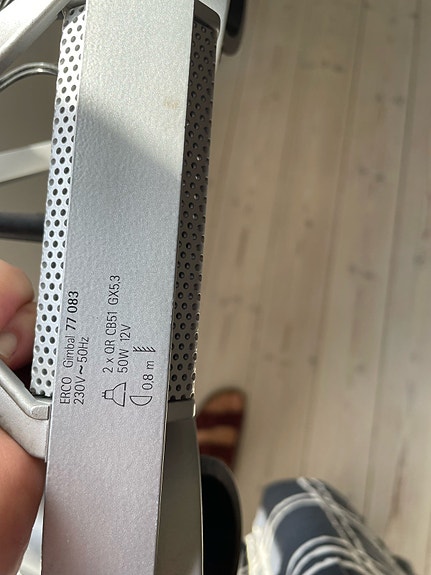 ERCO Gimbal 77 083
230V ~ 50Hz
2 x QR CB51 GX5.3
50W 12V
0.8 m